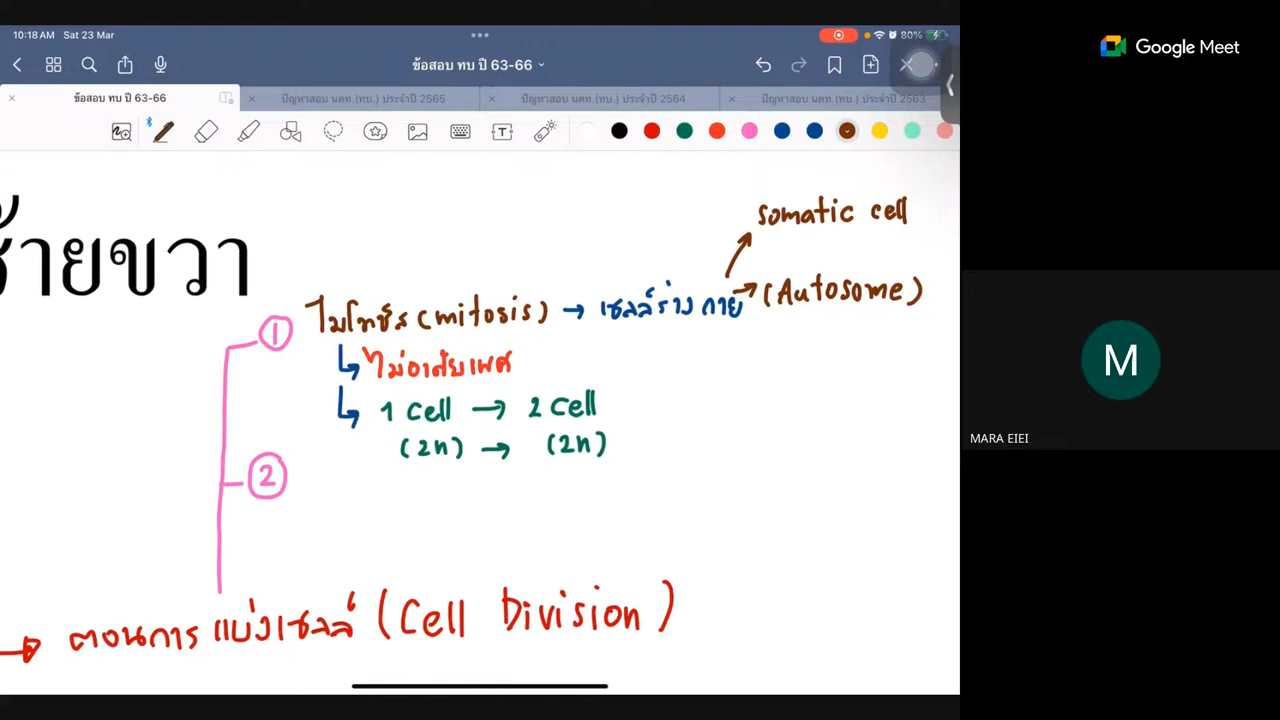 10:18 AM Sat 23 Mar
80%
Google Meet
ข้อสอบ ทบ ปี 63-66
ข้อสอบ ทบ ปี 63-66
ปัญหาสอบ นตท.(ทบ.) ประจำปี 2565
ปัญหาสอบ นตท.(ทบ.) ประจำปี 2564
ปัญหาสอบ นตท.(ทบ.) ประจำปี 2563
T
somatic cell
ซ้ายขวา
① ไมโทซิส (mitosis) → เซลล์ร่างกาย → (Autosome)
ไม่อาศัยเพศ
1 Cell → 2 Cell
(2n) → (2n)
②
ตอนการแบ่งเซลล์ (Cell Division)
M
MARA EIEI